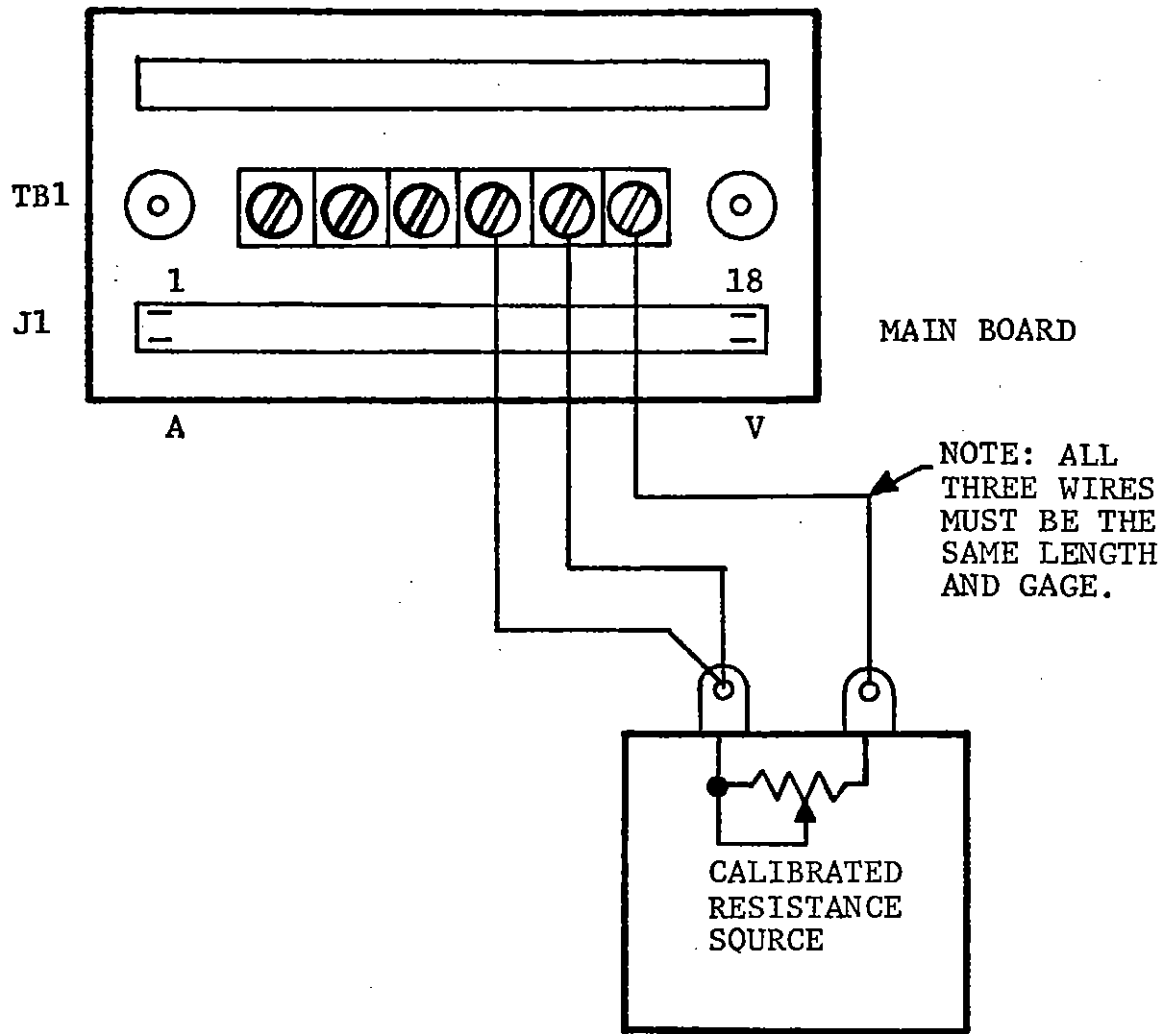 TB1
1 18
J1
MAIN BOARD
A V
NOTE: ALL
THREE WIRES
MUST BE THE
SAME LENGTH
AND GAGE.
CALIBRATED
RESISTANCE
SQURCE